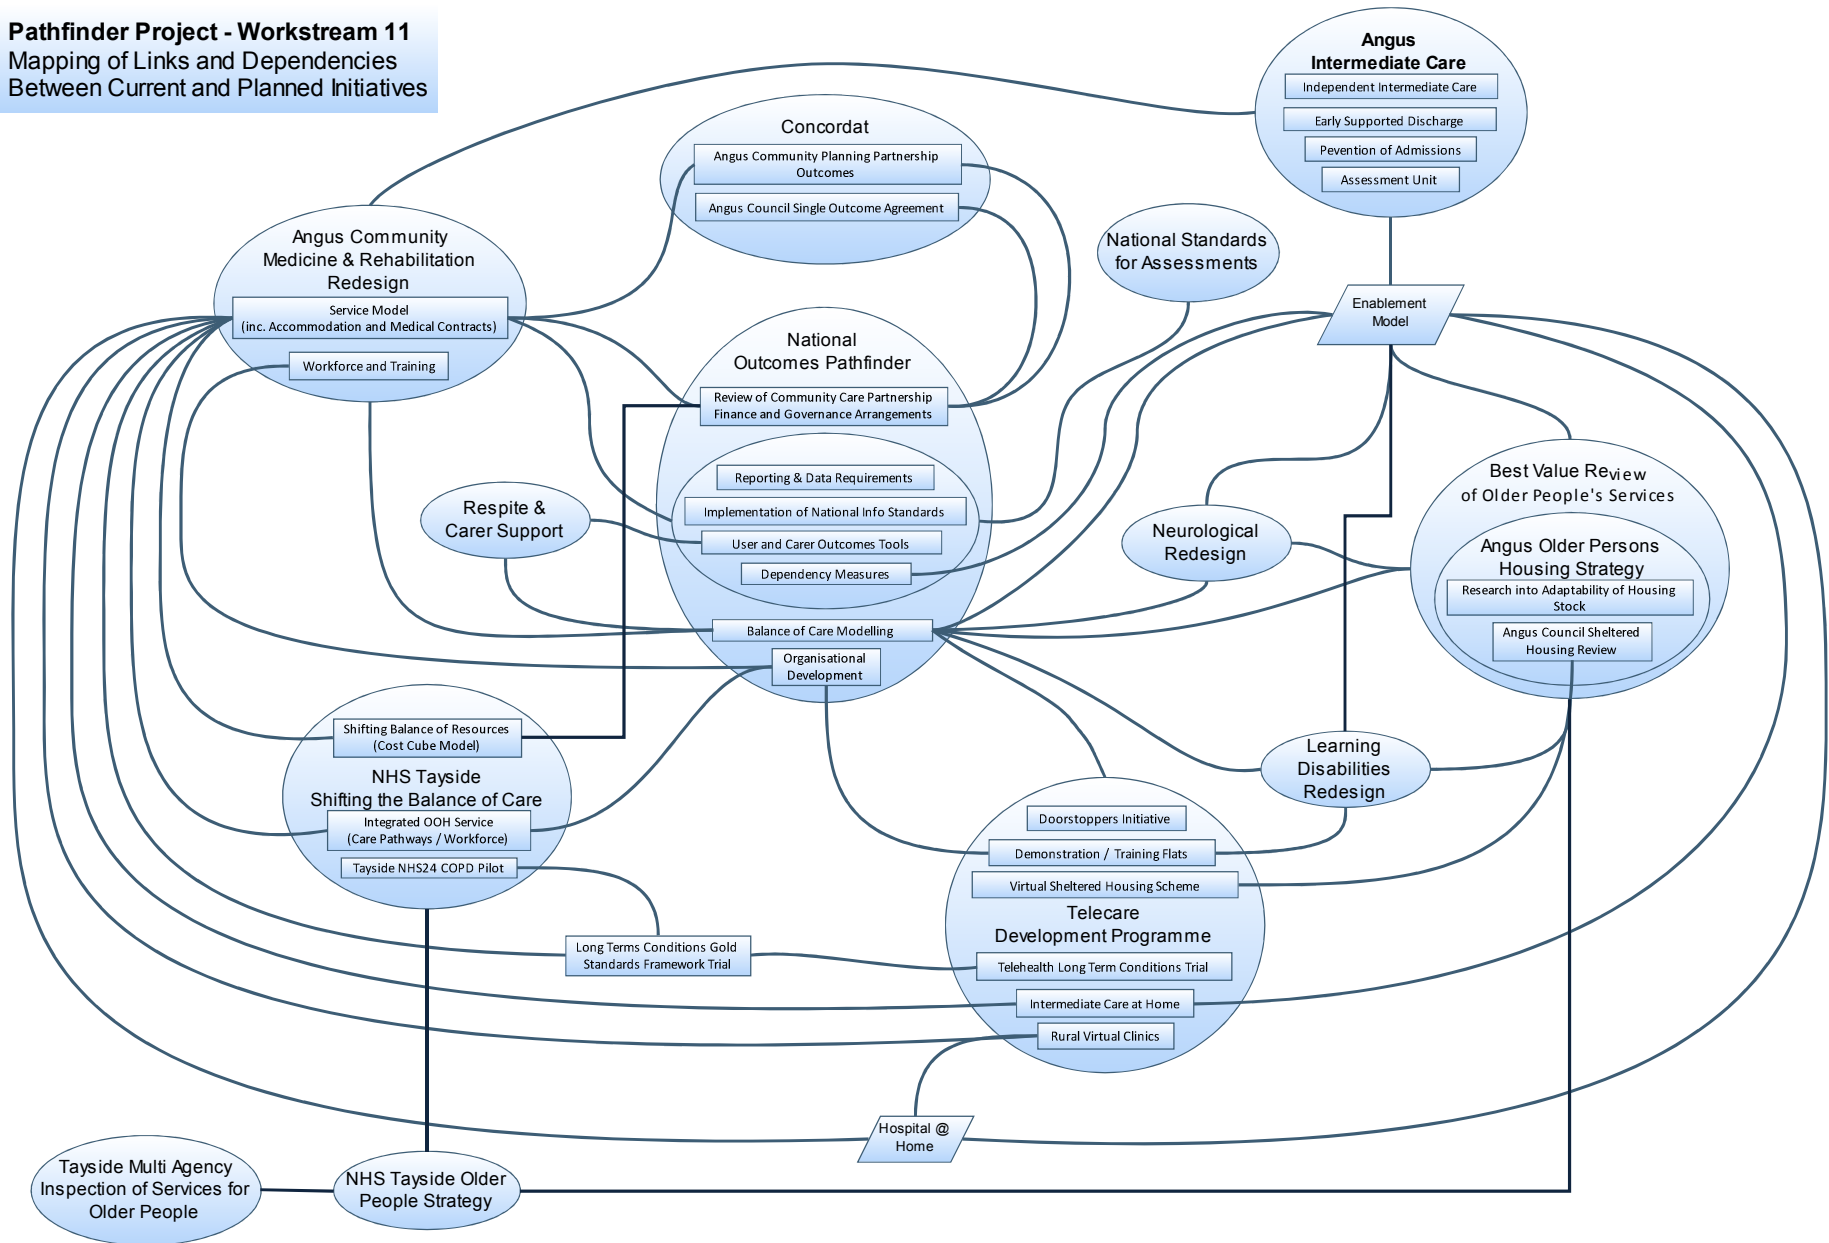 Pathfinder Project - Workstream 11
Mapping of Links and Dependencies
Between Current and Planned Initiatives
Angus
Intermediate Care
Independent Intermediate Care
Early Supported Discharge
Pevention of Admissions
Assessment Unit
Concordat
Angus Community Planning Partnership
Outcomes
Angus Council Single Outcome Agreement
National Standards
for Assessments
Angus Community
Medicine & Rehabilitation
Redesign
Service Model
(inc. Accommodation and Medical Contracts)
Workforce and Training
Enablement
Model
National
Outcomes Pathfinder
Review of Community Care Partnership
Finance and Governance Arrangements
Reporting & Data Requirements
Implementation of National Info Standards
User and Carer Outcomes Tools
Dependency Measures
Balance of Care Modelling
Organisational
Development
Respite &
Carer Support
Neurological
Redesign
Best Value Review
of Older People's Services
Angus Older Persons
Housing Strategy
Research into Adaptability of Housing
Stock
Angus Council Sheltered
Housing Review
Shifting Balance of Resources
(Cost Cube Model)
NHS Tayside
Shifting the Balance of Care
Integrated OOH Service
(Care Pathways / Workforce)
Tayside NHS24 COPD Pilot
Learning
Disabilities
Redesign
Doorstoppers Initiative
Demonstration / Training Flats
Virtual Sheltered Housing Scheme
Telecare
Development Programme
Telehealth Long Term Conditions Trial
Intermediate Care at Home
Rural Virtual Clinics
Long Terms Conditions Gold
Standards Framework Trial
Hospital @
Home
Tayside Multi Agency
Inspection of Services for
Older People
NHS Tayside Older
People Strategy